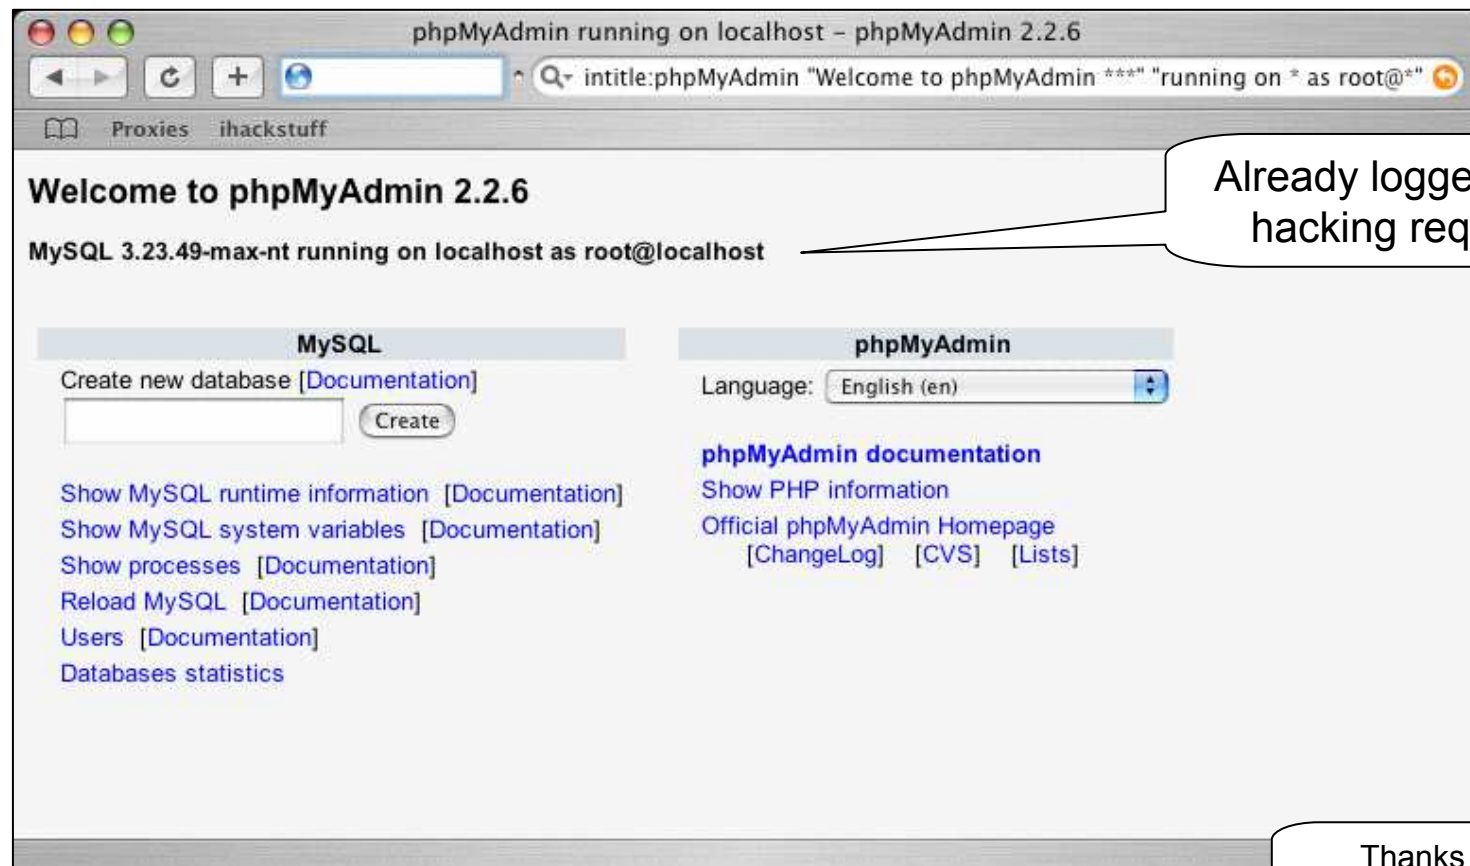 phpMyAdmin running on localhost – phpMyAdmin 2.2.6
intitle:phpMyAdmin "Welcome to phpMyAdmin ***" "running on * as root@*"
Proxies ihackstuff
Already logge
hacking req
Welcome to phpMyAdmin 2.2.6
MySQL 3.23.49-max-nt running on localhost as root@localhost
MySQL
Create new database [Documentation]
Create
Show MySQL runtime information [Documentation]
Show MySQL system variables [Documentation]
Show processes [Documentation]
Reload MySQL [Documentation]
Users [Documentation]
Databases statistics
phpMyAdmin
Language: English (en)
phpMyAdmin documentation
Show PHP information
Official phpMyAdmin Homepage
[ChangeLog] [CVS] [Lists]
Thanks